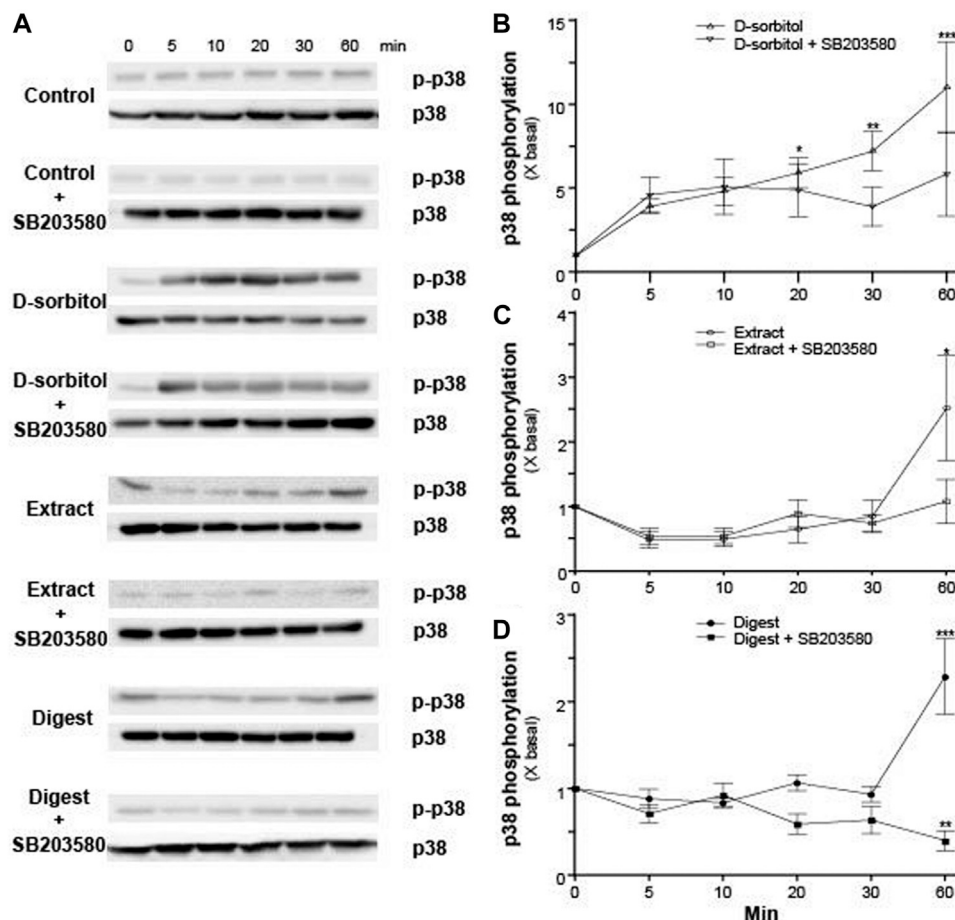 A
0 5 10 20 30 60 min
Control
p-p38
p38
Control
+
SB203580
p-p38
p38
D-sorbitol
p-p38
p38
D-sorbitol
+
SB203580
p-p38
p38
Extract
p-p38
p38
Extract
+
SB203580
p-p38
p38
Digest
p-p38
p38
Digest
+
SB203580
p-p38
p38
B
D-sorbitol
D-sorbitol + SB203580
p38 phosphorylation
(X basal)
15
10
5
0
* ** ***
0 5 10 20 30 60
C
Extract
Extract + SB203580
p38 phosphorylation
(X basal)
4
3
2
1
0
*
0 5 10 20 30 60
D
Digest
Digest + SB203580
p38 phosphorylation
(X basal)
3
2
1
0
***
**
0 5 10 20 30 60
Min